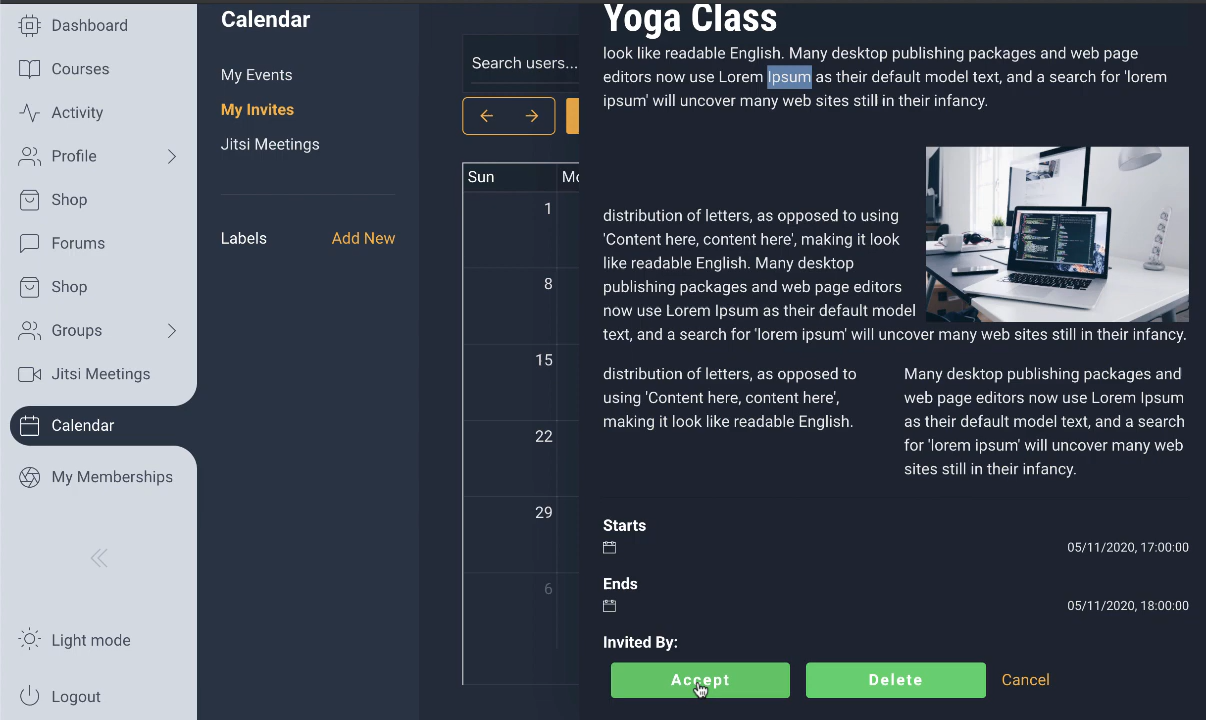 Dashboard
Courses
Activity
Profile
Shop
Forums
Shop
Groups
Jitsi Meetings
Calendar
My Memberships
Light mode
Logout
Calendar
My Events
My Invites
Jitsi Meetings
Labels Add New
Search users...
Sun
1
8
15
22
29
6
Yoga Class
look like readable English. Many desktop publishing packages and web page
editors now use Lorem Ipsum as their default model text, and a search for 'lorem
ipsum' will uncover many web sites still in their infancy.
distribution of letters, as opposed to using
'Content here, content here', making it look
like readable English. Many desktop
publishing packages and web page editors
now use Lorem Ipsum as their default model
text, and a search for 'lorem ipsum' will uncover many web sites still in their infancy.
distribution of letters, as opposed to
using 'Content here, content here',
making it look like readable English.
Many desktop publishing packages and
web page editors now use Lorem Ipsum
as their default model text, and a search
for 'lorem ipsum' will uncover many web
sites still in their infancy.
Starts
05/11/2020, 17:00:00
Ends
05/11/2020, 18:00:00
Invited By:
Accept Delete Cancel